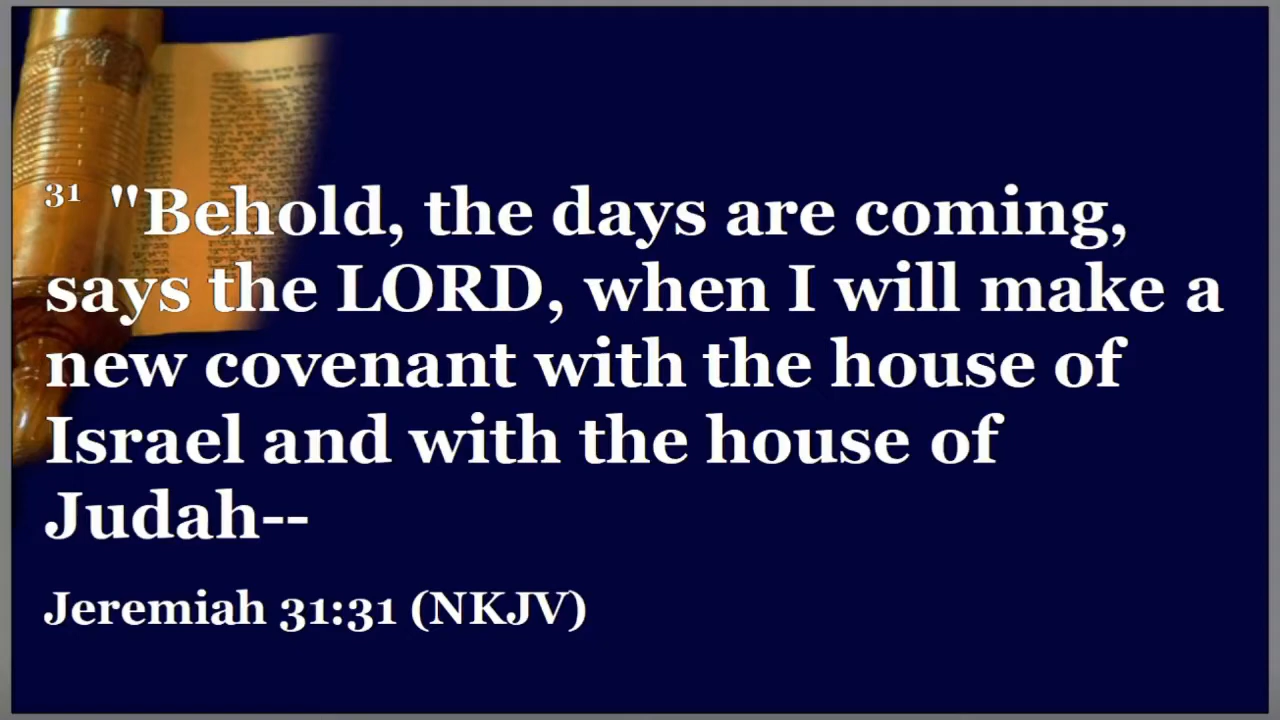 31 "Behold, the days are coming,
says the LORD, when I will make a
new covenant with the house of
Israel and with the house of
Judah--
Jeremiah 31:31 (NKJV)